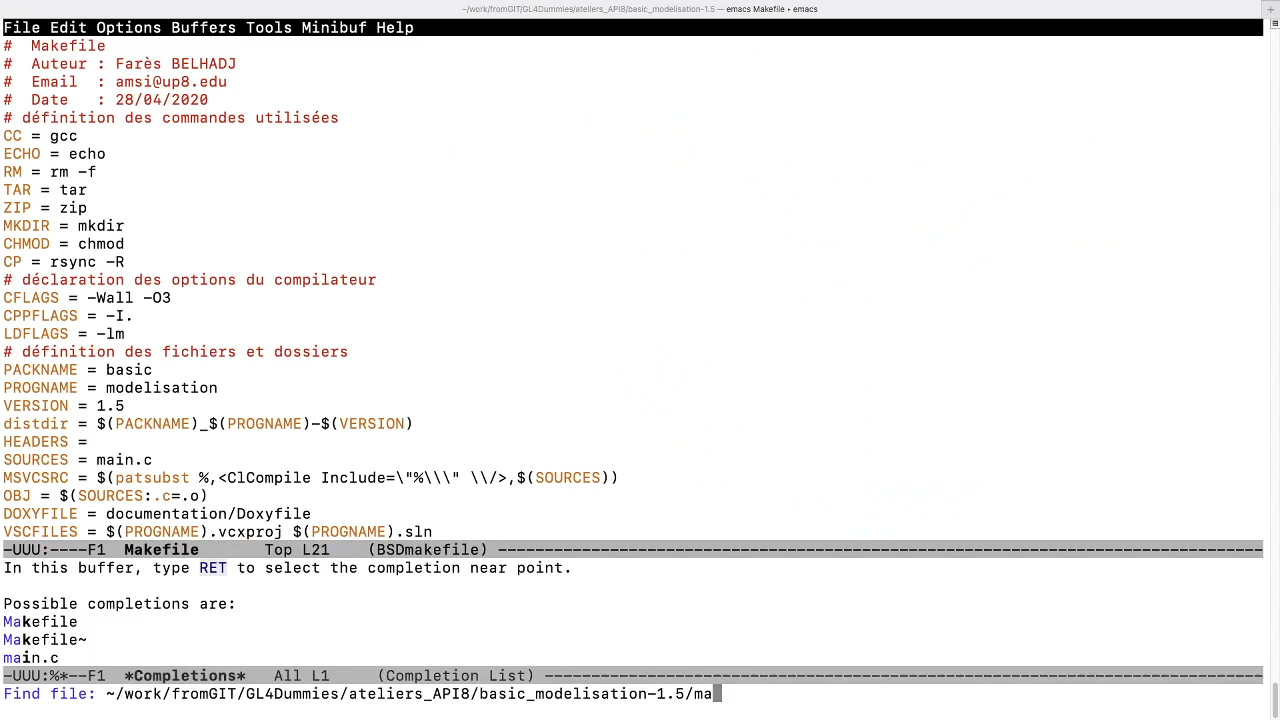 ~/work/fromGIT/GL4Dummies/ateliers_API8/basic_modelisation-1.5 — emacs Makefile • emacs
File Edit Options Buffers Tools Minibuf Help
#  Makefile
#  Auteur : Farès BELHADJ
#  Email  : amsi@up8.edu
#  Date   : 28/04/2020
# définition des commandes utilisées
CC = gcc
ECHO = echo
RM = rm -f
TAR = tar
ZIP = zip
MKDIR = mkdir
CHMOD = chmod
CP = rsync -R
# déclaration des options du compilateur
CFLAGS = -Wall -O3
CPPFLAGS = -I.
LDFLAGS = -lm
# définition des fichiers et dossiers
PACKNAME = basic
PROGNAME = modelisation
VERSION = 1.5
distdir = $(PACKNAME)_$(PROGNAME)-$(VERSION)
HEADERS =
SOURCES = main.c
MSVCSRC = $(patsubst %,<ClCompile Include=\"%\\\" \\/>,$(SOURCES))
OBJ = $(SOURCES:.c=.o)
DOXYFILE = documentation/Doxyfile
VSCFILES = $(PROGNAME).vcxproj $(PROGNAME).sln
-UUU:----F1  Makefile       Top L21    (BSDmakefile) ----------------------------------------------------------------------------------
In this buffer, type RET to select the completion near point.
Possible completions are:
Makefile
Makefile~
main.c
-UUU:%*--F1  *Completions*   All L1     (Completion List) -----------------------------------------------------------------------------
Find file: ~/work/fromGIT/GL4Dummies/ateliers_API8/basic_modelisation-1.5/ma